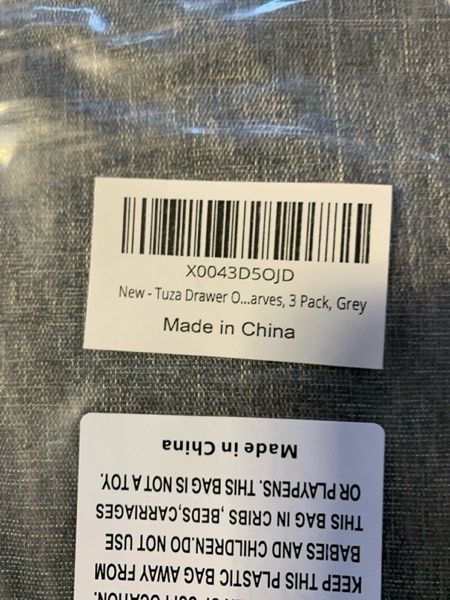 X0043D5OJD
New - Tuza Drawer O...arves, 3 Pack, Grey
Made in China
KEEP THIS PLASTIC BAG AWAY FROM
BABIES AND CHILDREN.DO NOT USE
THIS BAG IN CRIBS ,BEDS,CARRIAGES
OR PLAYPENS. THIS BAG IS NOT A TOY.
Made in China